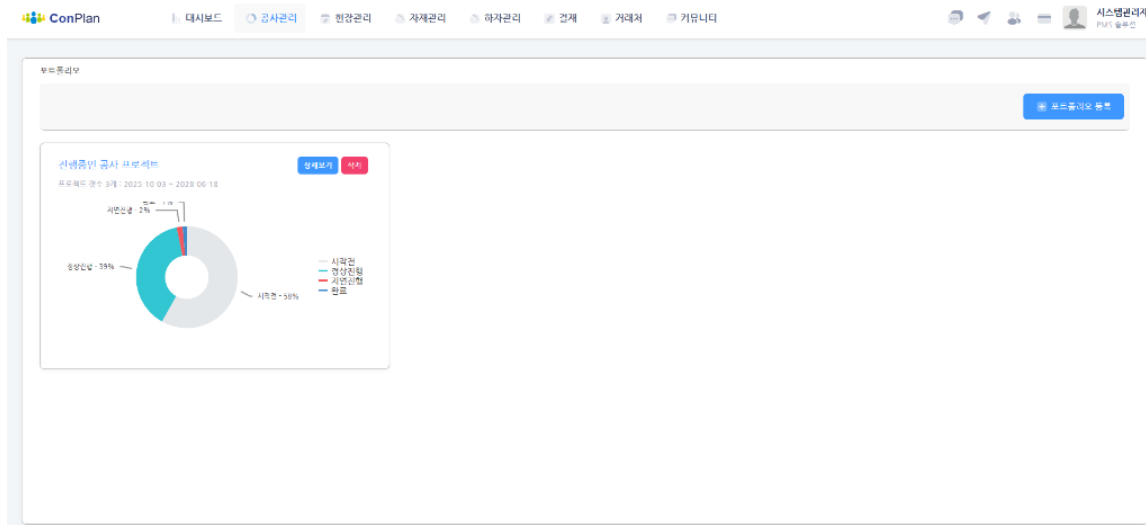 ConPlan
대시보드
공사관리
현장관리
자재관리
하자관리
결재
거래처
커뮤니티
시스템관리자
PMS 솔루션
포트폴리오
포트폴리오 등록
진행중인 공사 프로젝트
상세보기
삭제
프로젝트 갯수 3개 : 2023-10-03 ~ 2028-06-18
지연진행 - 2%
정상진행 - 39%
시작전 - 58%
시작전
정상진행
지연진행
완료